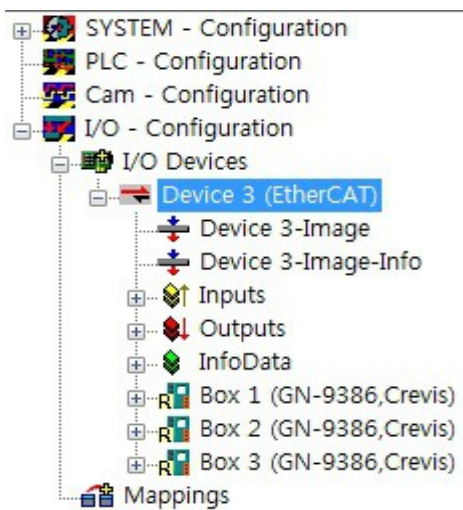 SYSTEM - Configuration
PLC - Configuration
Cam - Configuration
I/O - Configuration
I/O Devices
Device 3 (EtherCAT)
Device 3-Image
Device 3-Image-Info
Inputs
Outputs
InfoData
R Box 1 (GN-9386,Crevis)
R Box 2 (GN-9386,Crevis)
R Box 3 (GN-9386,Crevis)
Mappings